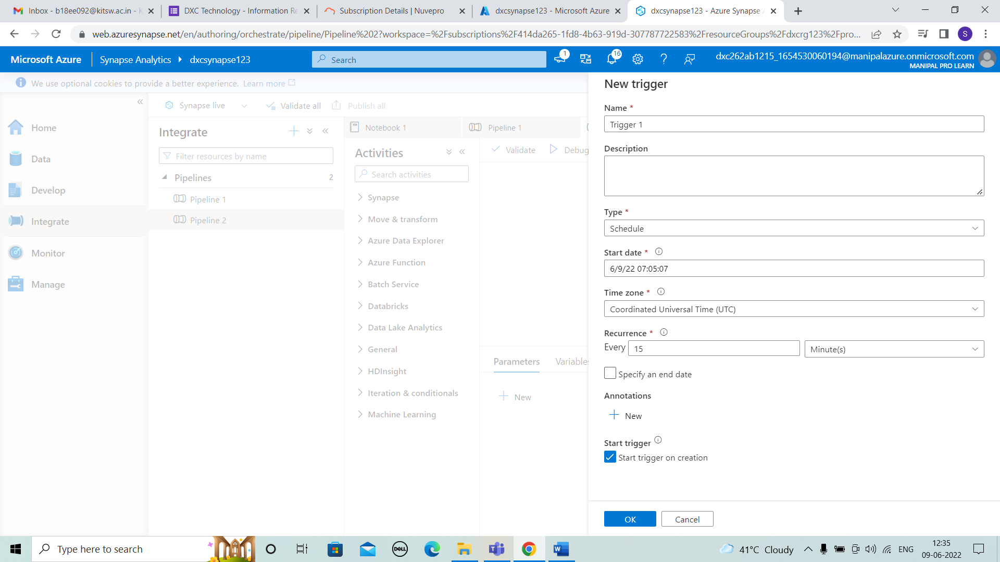 Inbox - b18ee092@kitsw.ac.in - K
DXC Technology - Information Re
Subscription Details | Nuvepro
dxcsynapse123 - Microsoft Azure
dxcsynapse123 - Azure Synapse A
web.azuresynapse.net/en/authoring/orchestrate/pipeline/Pipeline%202?workspace=%2Fsubscriptions%2F414da265-1fd8-4b63-919d-307787722583%2FresourceGroups%2Fdxcrg123%2Fpro...
S
Microsoft Azure
Synapse Analytics
dxcsynapse123
Search
1
16
dxc262ab1215_1654530060194@manipalazure.onmicrosoft.com
MANIPAL PRO LEARN
We use optional cookies to provide a better experience. Learn more
Home
Data
Develop
Integrate
Monitor
Manage
Synapse live
Validate all
Publish all
Integrate
Filter resources by name
Pipelines 2
Pipeline 1
Pipeline 2
Notebook 1
Pipeline 1
Activities
Search activities
Synapse
Move & transform
Azure Data Explorer
Azure Function
Batch Service
Databricks
Data Lake Analytics
General
HDInsight
Iteration & conditionals
Machine Learning
Validate
Debug
Parameters
Variables
New
New trigger
Name *
Trigger 1
Description
Type *
Schedule
Start date *
6/9/22 07:05:07
Time zone *
Coordinated Universal Time (UTC)
Recurrence *
Every 15 Minute(s)
Specify an end date
Annotations
New
Start trigger
Start trigger on creation
OK
Cancel
Type here to search
DELL
41°C Cloudy
ENG
12:35
09-06-2022